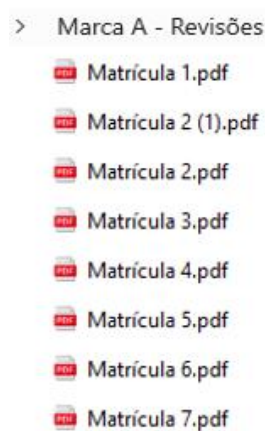 Marca A - Revisões
Matrícula 1.pdf
Matrícula 2 (1).pdf
Matrícula 2.pdf
Matrícula 3.pdf
Matrícula 4.pdf
Matrícula 5.pdf
Matrícula 6.pdf
Matrícula 7.pdf